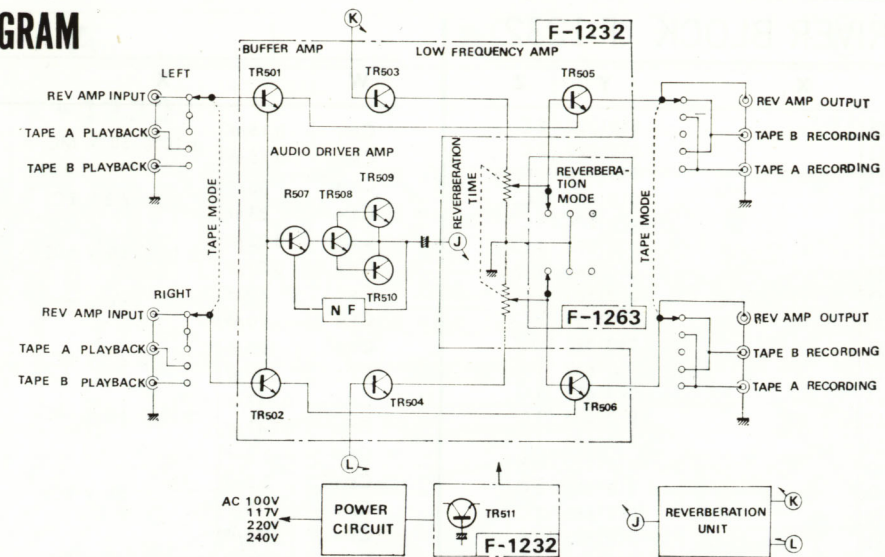 GRAM
K
F-1232
BUFFER AMP
LOW FREQUENCY AMP
LEFT
TR501
TR503
TR505
REV AMP INPUT
TAPE A PLAYBACK
TAPE B PLAYBACK
REV AMP OUTPUT
TAPE B RECORDING
TAPE A RECORDING
AUDIO DRIVER AMP
TR509
R507
TR508
TR510
N F
J
TAPE MODE
REVERBERATION
TIME
REVERBERA-
TION
MODE
TAPE MODE
F-1263
RIGHT
REV AMP INPUT
TAPE A PLAYBACK
TAPE B PLAYBACK
REV AMP OUTPUT
TAPE B RECORDING
TAPE A RECORDING
TR502
TR504
TR506
L
AC 100V
117V
220V
240V
POWER
CIRCUIT
TR511
F-1232
J
REVERBERATION
UNIT
K
L